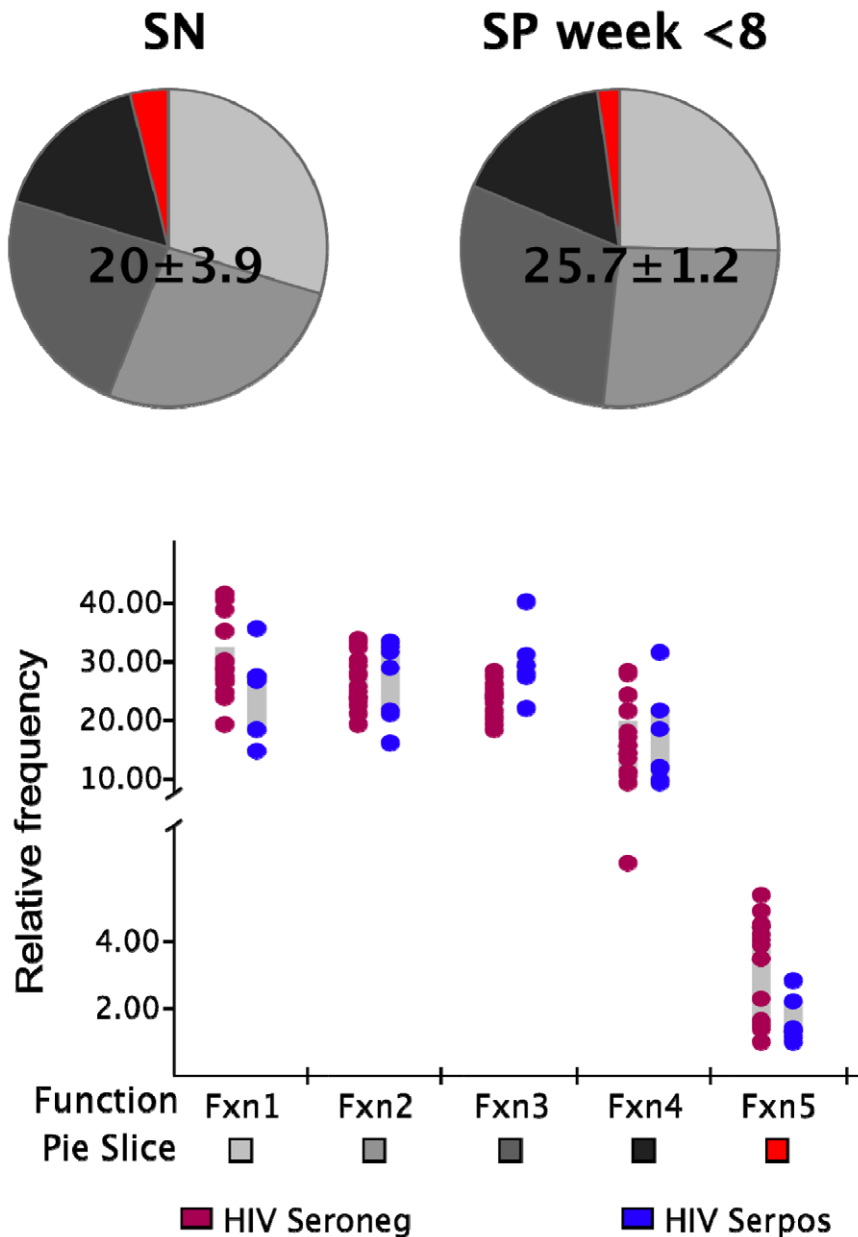 SN SP week <8
20±3.9 25.7±1.2
Relative frequency
40.00
30.00
20.00
10.00
4.00
2.00
Function Fxn1 Fxn2 Fxn3 Fxn4 Fxn5
Pie Slice
HIV Seroneg HIV Serpos